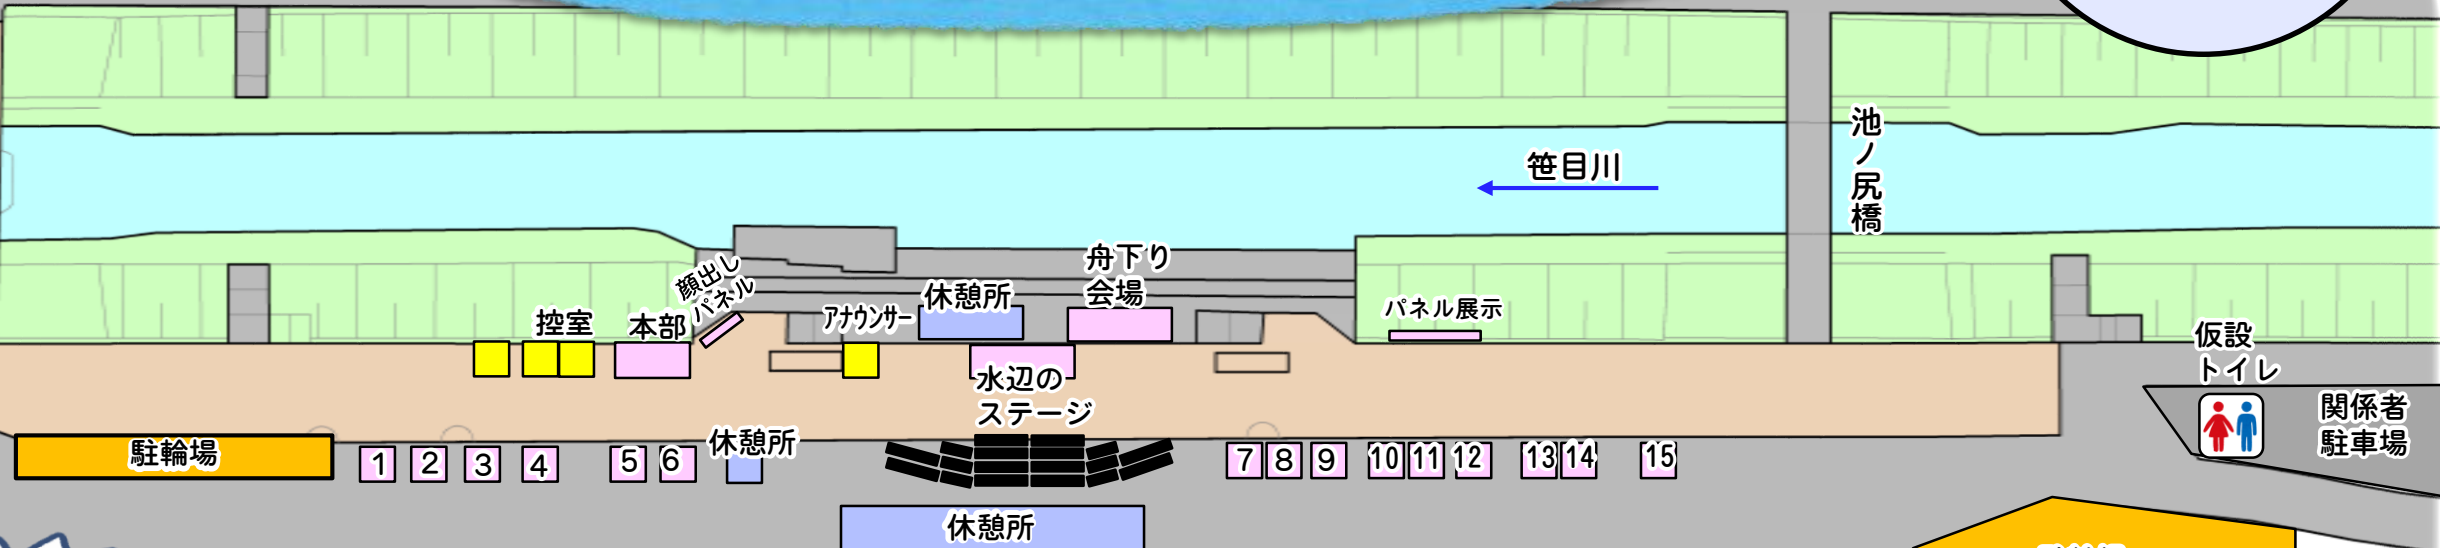 池ノ尻橋
笹目川
舟下り
会場
顔出し
パネル
休憩所
アナウンサー
パネル展示
控室
本部
仮設
トイレ
水辺の
ステージ
関係者
駐車場
駐輪場
休憩所
1 2 3 4 5 6 7 8 9 10 11 12 13 14 15
休憩所